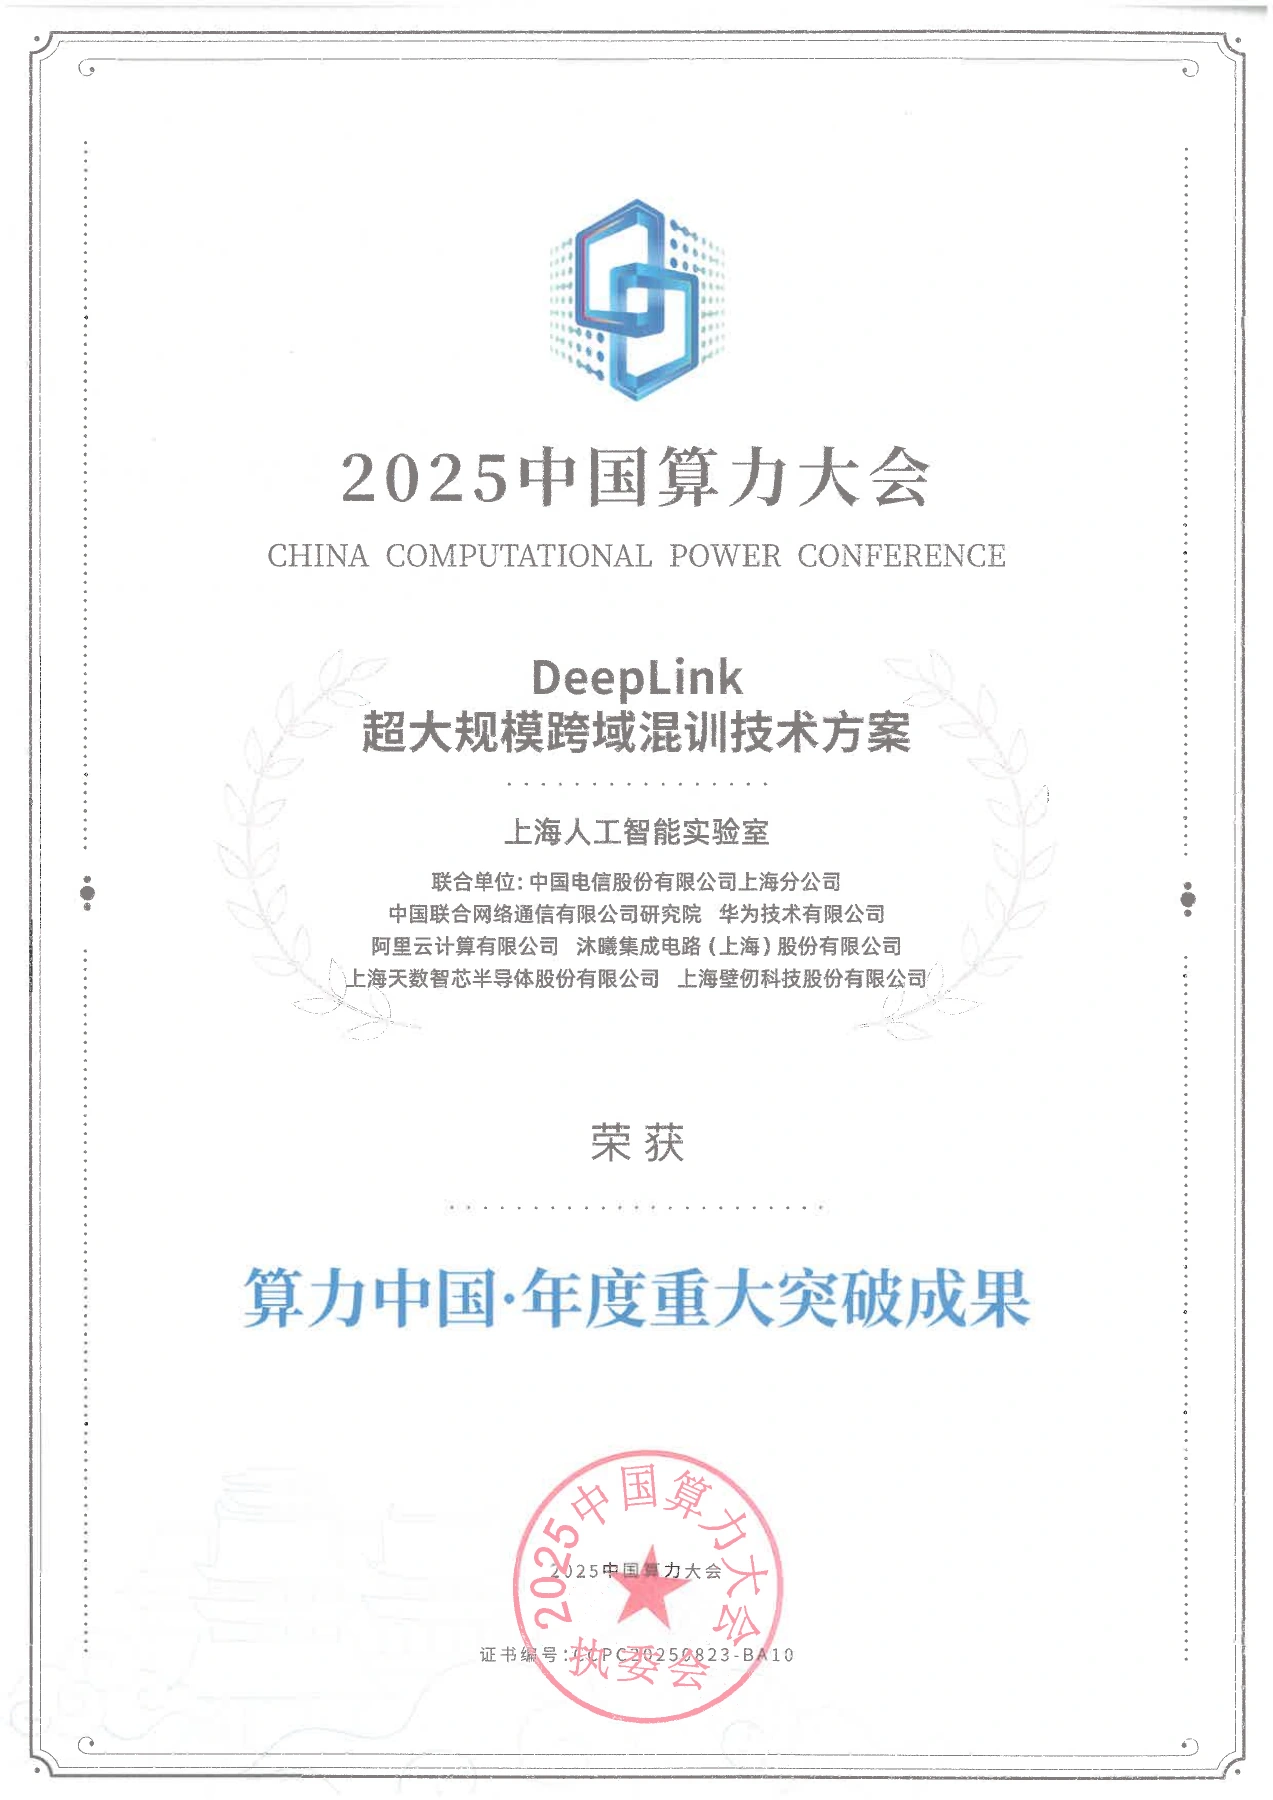 2025中国算力大会
CHINA COMPUTATIONAL POWER CONFERENCE
DeepLink
超大规模跨域混训技术方案
上海人工智能实验室
联合单位：中国电信股份有限公司上海分公司
中国联合网络通信有限公司研究院 华为技术有限公司
阿里云计算有限公司 沐曦集成电路（上海）股份有限公司
上海天数智芯半导体股份有限公司 上海壁仞科技股份有限公司
荣获
算力中国·年度重大突破成果
2025中国算力大会
2025中国算力大会
证书编号：CCPC20250823-BA10
执委会